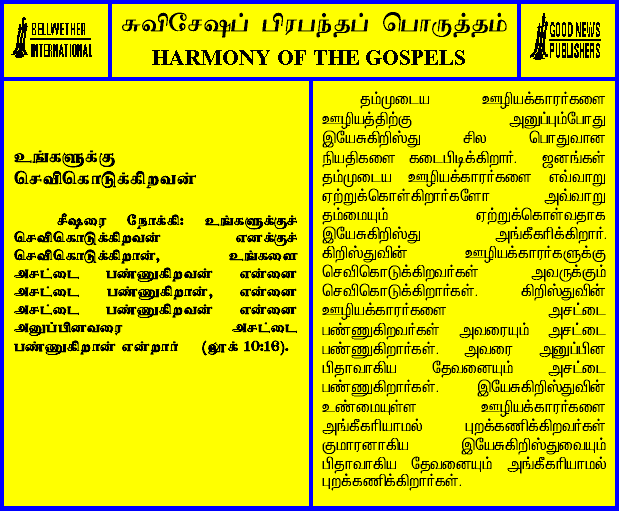 BELLWETHER
INTERNATIONAL
சுவிசேஷப் பிரபந்தப் பொருத்தம்
HARMONY OF THE GOSPELS
GOOD NEWS
PUBLISHERS
உங்களுக்கு
செவிகொடுக்கிறவன்
சீஷரை நோக்கி: உங்களுக்குச்
செவிகொடுக்கிறவன் எனக்குச்
செவிகொடுக்கிறான், உங்களை
அசட்டை பண்ணுகிறவன் என்னை
அசட்டை பண்ணுகிறான், என்னை
அசட்டை பண்ணுகிறவன் என்னை
அனுப்பினவரை அசட்டை
பண்ணுகிறான் என்றார் (லூக் 10:16).
தம்முடைய ஊழியக்காரர்களை
ஊழியத்திற்கு அனுப்பும்போது
இயேசுகிறிஸ்து சில பொதுவான
நியதிகளை கடைபிடிக்கிறார். ஜனங்கள்
தம்முடைய ஊழியக்காரர்களை எவ்வாறு
ஏற்றுக்கொள்கிறார்களோ அவ்வாறு
தம்மையும் ஏற்றுக்கொள்வதாக
இயேசுகிறிஸ்து அங்கீகரிக்கிறார்.
கிறிஸ்துவின் ஊழியக்காரர்களுக்கு
செவிகொடுக்கிறவர்கள் அவருக்கும்
செவிகொடுக்கிறார்கள். கிறிஸ்துவின்
ஊழியக்காரர்களை அசட்டை
பண்ணுகிறவர்கள் அவரையும் அசட்டை
பண்ணுகிறார்கள். அவரை அனுப்பின
பிதாவாகிய தேவனையும் அசட்டை
பண்ணுகிறார்கள். இயேசுகிறிஸ்துவின்
உண்மையுள்ள ஊழியக்காரர்களை
அங்கீகரியாமல் புறக்கணிக்கிறவர்கள்
குமாரனாகிய இயேசுகிறிஸ்துவையும்
பிதாவாகிய தேவனையும் அங்கீகரியாமல்
புறக்கணிக்கிறார்கள்.